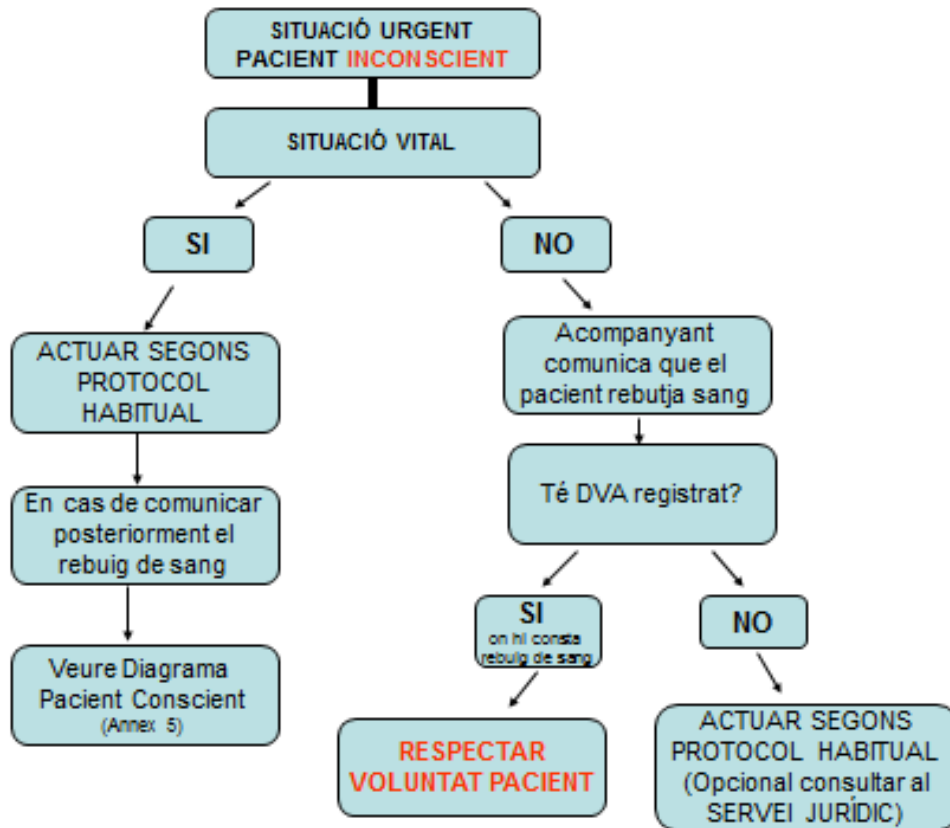 SITUACIÓ URGENT
PACIENT INCONSCIENT
SITUACIÓ VITAL
SI
NO
ACTUAR SEGONS
PROTOCOL
HABITUAL
Acompanyant
comunica que el
pacient rebutja sang
En cas de comunicar
posteriorment el
rebuig de sang
Té DVA registrat?
SI
on hi consta
rebuig de sang
NO
Veure Diagrama
Pacient Conscient
(Annex 5)
RESPECTAR
VOLUNTAT PACIENT
ACTUAR SEGONS
PROTOCOL HABITUAL
(Opcional consultar al
SERVEI JURÍDIC)